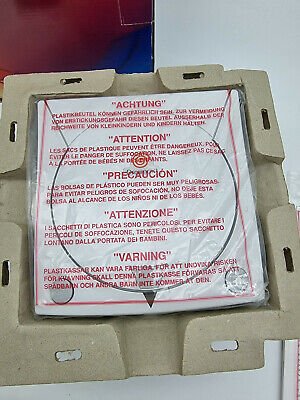 "ACHTUNG"
PLASTIKBEUTEL KÖNNEN GEFÄHRLICH SEIN. ZUR VERMEIDUNG
VON ERSTICKUNGSGEFAHR DIESEN BEUTEL AUSSERHALB DER
REICHWEITE VON KLEINKINDERN UND KINDERN HALTEN.
"ATTENTION"
LES SACS DE PLASTIQUE PEUVENT ÊTRE DANGEREUX. POUR
ÉVITER LE DANGER DE SUFFOCATION, NE LAISSEZ PAS CE SAC
À LA PORTÉE DE BÉBÉS NI DE ENFANTS.
"PRECAUCIÓN"
LAS BOLSAS DE PLÁSTICO PUEDEN SER MUY PELIGROSAS.
PARA EVITAR PELIGROS DE SOFOCACIÓN, NO DEJE ESTA
BOLSA AL ALCANCE DE LOS NIÑOS NI DE LOS BEBÉS.
"ATTENZIONE"
I SACCHETTI DI PLASTICA SONO PERICOLOSI. PER EVITARE I
PERICOLI DI SOFFOCAZIONE, TENETE QUESTO SACCHETTO
LONTANO DALLA PORTATA DEI BAMBINI.
"VARNING"
PLASTKASSAR KAN VARA FARLIGA. FÖR ATT UNDVIKA RISKEN
FÖR KVÄVNING SKALL DENNA PLASTKASSE FÖRVARAS SÅ ATT
SPÄDBARN OCH ANDRA BARN INTE KOMMER ÅT DEN.